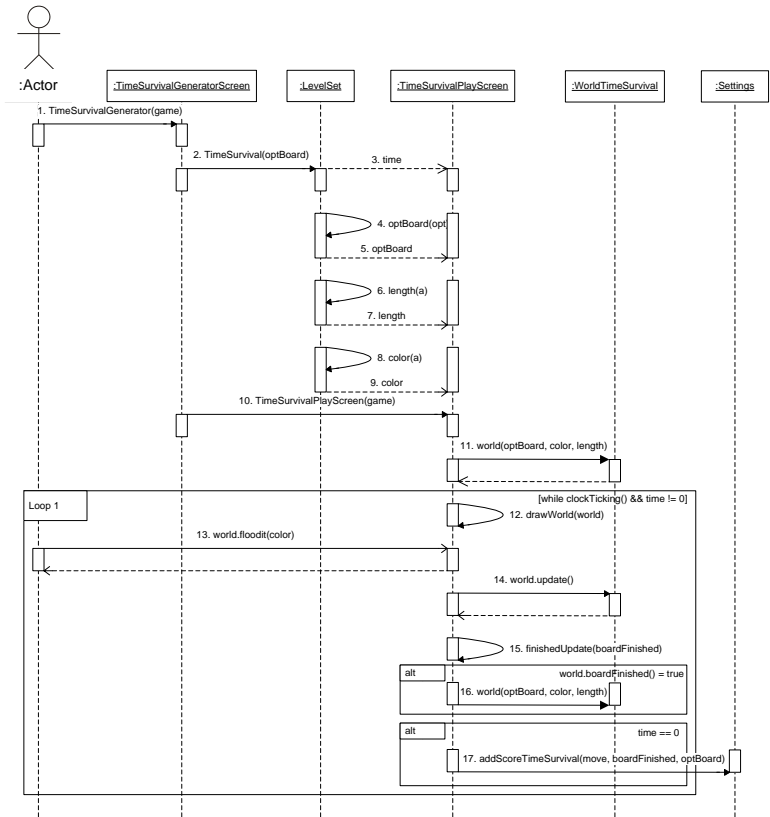 :Actor
:TimeSurvivalGeneratorScreen
:LevelSet
:TimeSurvivalPlayScreen
:WorldTimeSurvival
:Settings
1. TimeSurvivalGenerator(game)
2. TimeSurvival(optBoard)
3. time
4. optBoard(opt
5. optBoard
6. length(a)
7. length
8. color(a)
9. color
10. TimeSurvivalPlayScreen(game)
11. world(optBoard, color, length)
Loop 1
[while clockTicking() && time != 0]
12. drawWorld(world)
13. world.floodit(color)
14. world.update()
15. finishedUpdate(boardFinished)
alt
world.boardFinished() = true
16. world(optBoard, color, length)
alt
time == 0
17. addScoreTimeSurvival(move, boardFinished, optBoard)